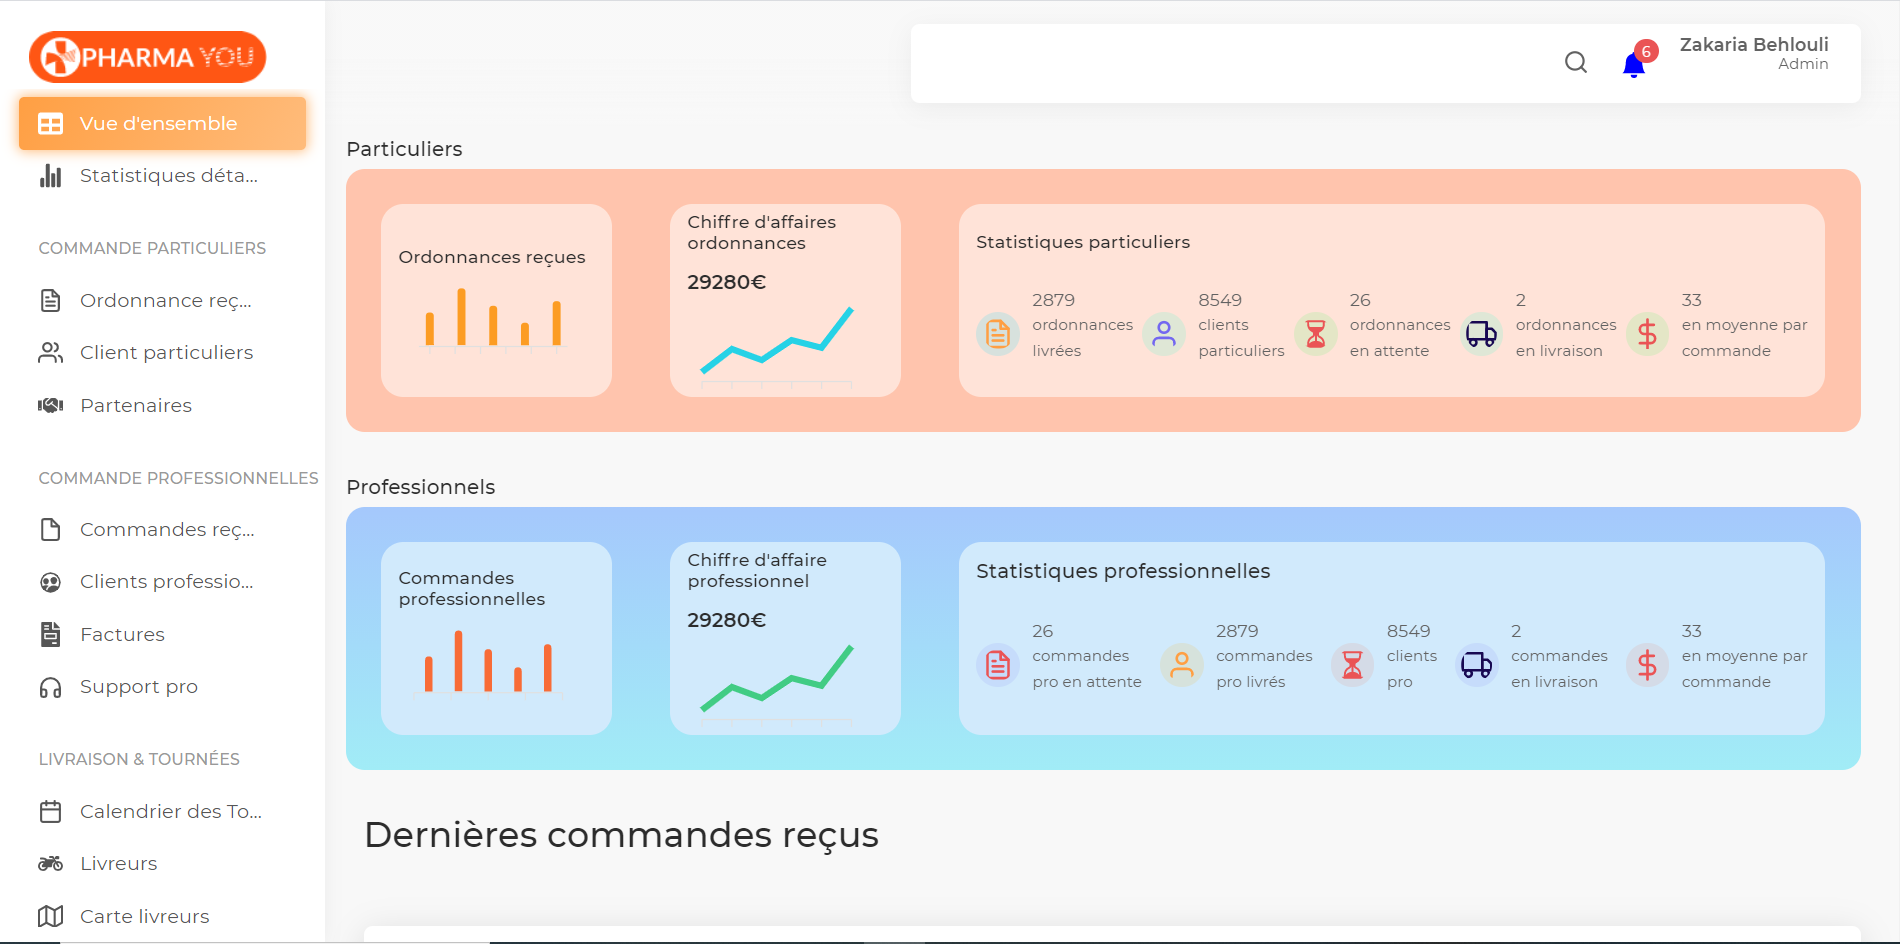 PHARMA YOU
Vue d'ensemble
Statistiques déta...
COMMANDE PARTICULIERS
Ordonnance reç...
Client particuliers
Partenaires
COMMANDE PROFESSIONNELLES
Commandes reç...
Clients professio...
Factures
Support pro
LIVRAISON & TOURNÉES
Calendrier des To...
Livreurs
Carte livreurs
6
Zakaria Behlouli
Admin
Particuliers
Ordonnances reçues
Chiffre d'affaires
ordonnances
29280€
Statistiques particuliers
2879
ordonnances
livrées
8549
clients
particuliers
26
ordonnances
en attente
2
ordonnances
en livraison
33
en moyenne par
commande
Professionnels
Commandes
professionnelles
Chiffre d'affaire
professionnel
29280€
Statistiques professionnelles
26
commandes
pro en attente
2879
commandes
pro livrés
8549
clients
pro
2
commandes
en livraison
33
en moyenne par
commande
Dernières commandes reçus